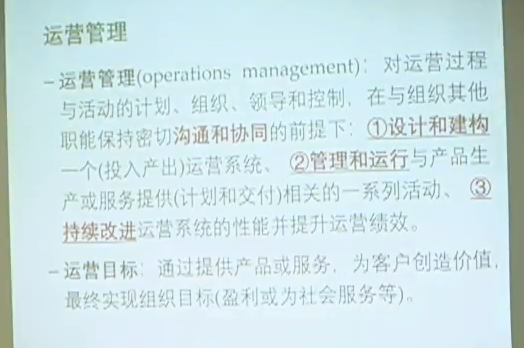 运营管理
–运营管理(operations management)：对运营过程
与活动的计划、组织、领导和控制，在与组织其他
职能保持密切沟通和协同的前提下：①设计和建构
一个(投入产出)运营系统、②管理和运行与产品生
产或服务提供(计划和交付)相关的一系列活动、③
持续改进运营系统的性能并提升运营绩效。
–运营目标：通过提供产品或服务，为客户创造价值，
最终实现组织目标(盈利或为社会服务等)。